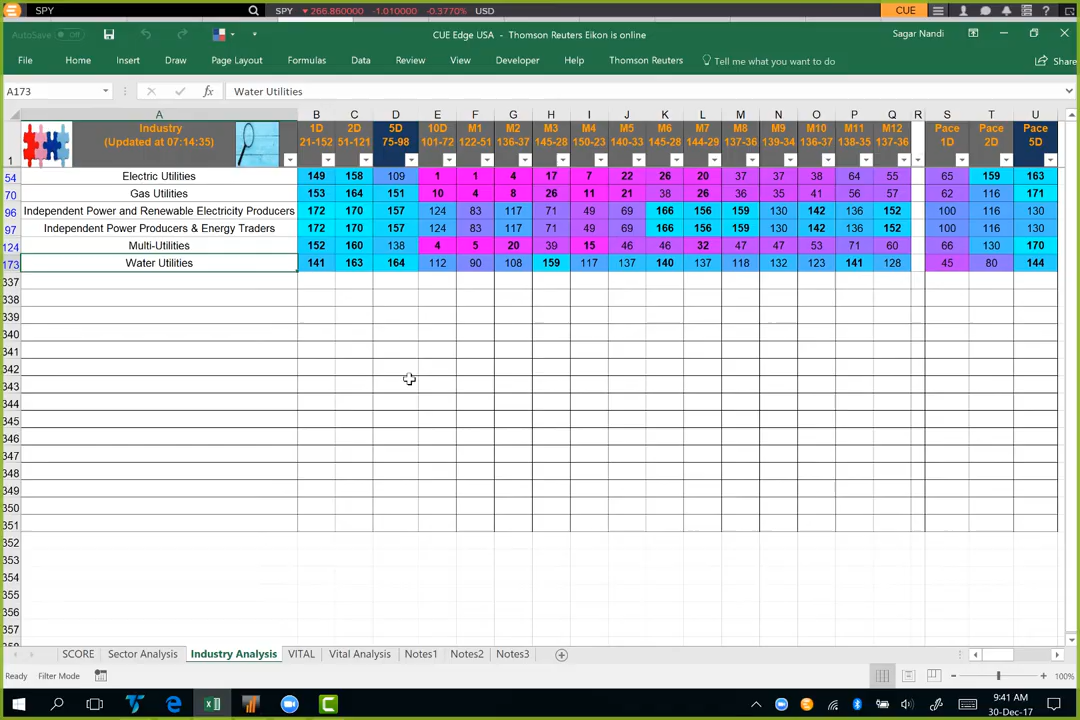 SPY SPY 266.860000 -1.010000 -0.3770% USD CUE
AutoSave Off CUE Edge USA - Thomson Reuters Eikon is online Sagar Nandi
File Home Insert Draw Page Layout Formulas Data Review View Developer Help Thomson Reuters Tell me what you want to do Share
A173 fx Water Utilities
A B C D E F G H I J K L M N O P Q R S T U
Industry 1D 2D 5D 10D M1 M2 M3 M4 M5 M6 M7 M8 M9 M10 M11 M12 Pace Pace Pace
(Updated at 07:14:35) 21-152 51-121 75-98 101-72 122-51 136-37 145-28 150-23 140-33 145-28 144-29 137-36 139-34 136-37 138-35 137-36 1D 2D 5D
1
54 Electric Utilities 149 158 109 1 1 4 17 7 22 26 20 37 37 38 64 55 65 159 163
70 Gas Utilities 153 164 151 10 4 8 26 11 21 38 26 36 35 41 56 57 62 116 171
96 Independent Power and Renewable Electricity Producers 172 170 157 124 83 117 71 49 69 166 156 159 130 142 136 152 100 116 130
97 Independent Power Producers & Energy Traders 172 170 157 124 83 117 71 49 69 166 156 159 130 142 136 152 100 116 130
124 Multi-Utilities 152 160 138 4 5 20 39 15 46 46 32 47 47 53 71 60 66 130 170
173 Water Utilities 141 163 164 112 90 108 159 117 137 140 137 118 132 123 141 128 45 80 144
337
338
339
340
341
342
343
344
345
346
347
348
349
350
351
352
353
354
355
356
357
SCORE Sector Analysis Industry Analysis VITAL Vital Analysis Notes1 Notes2 Notes3
Ready Filter Mode 100%
9:41 AM
30-Dec-17